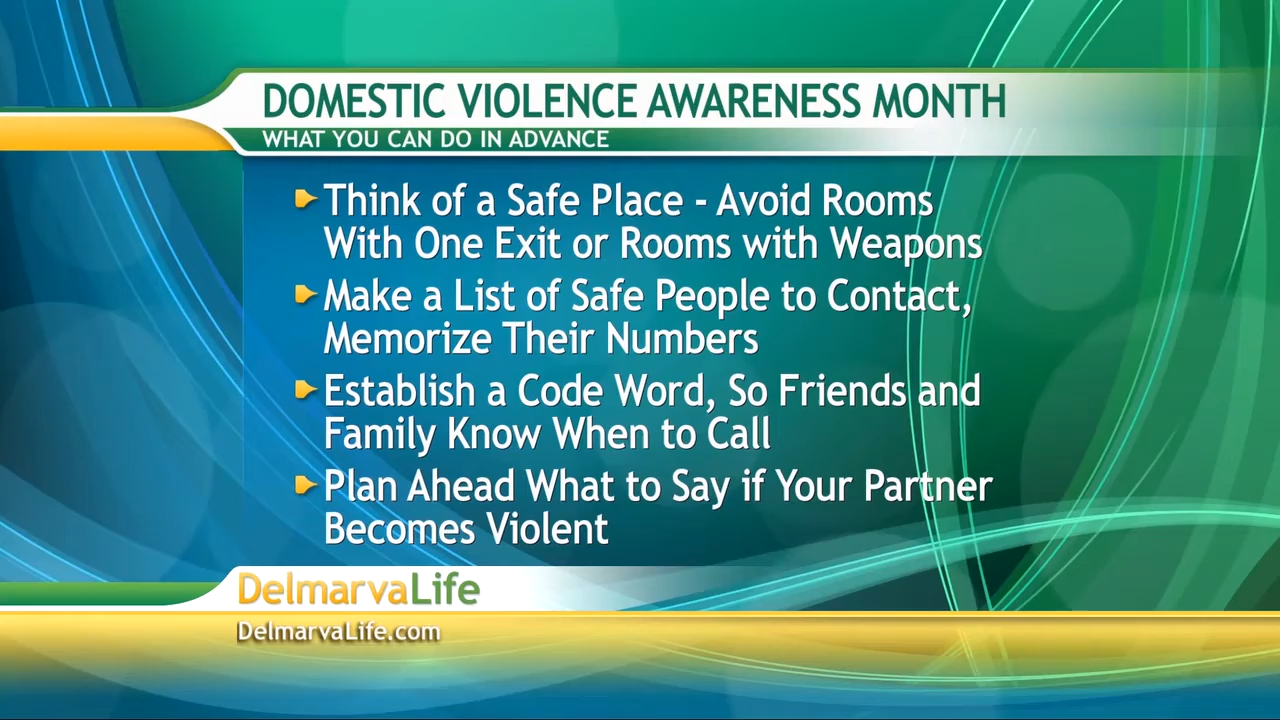 DOMESTIC VIOLENCE AWARENESS MONTH
WHAT YOU CAN DO IN ADVANCE
Think of a Safe Place - Avoid Rooms
With One Exit or Rooms with Weapons
Make a List of Safe People to Contact,
Memorize Their Numbers
Establish a Code Word, So Friends and
Family Know When to Call
Plan Ahead What to Say if Your Partner
Becomes Violent
DelmarvaLife
DelmarvaLife.com